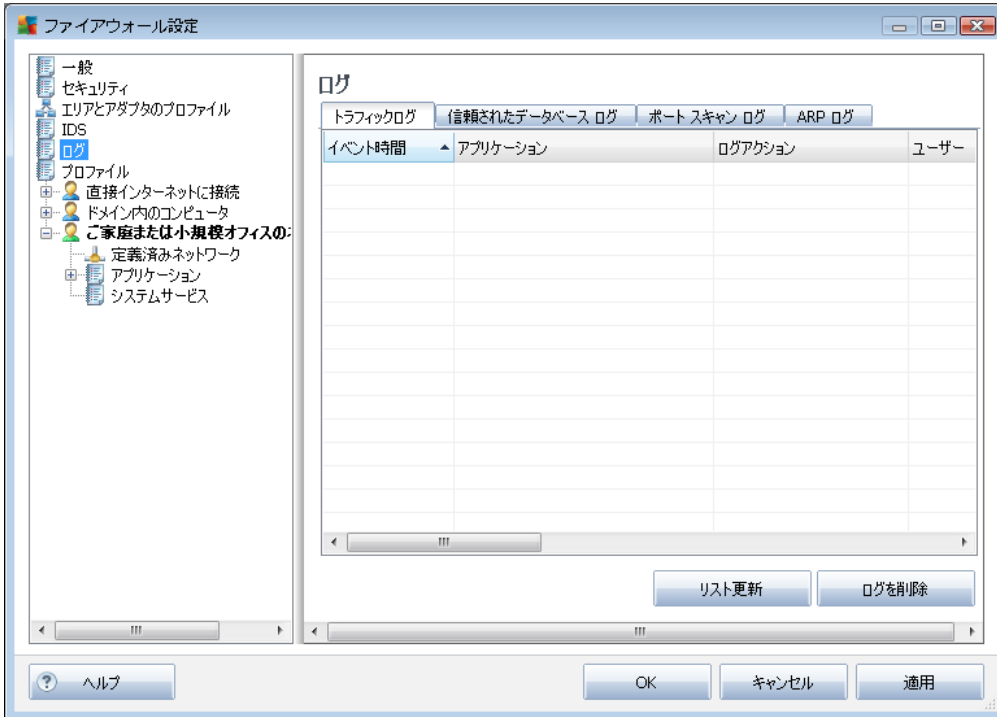 ファイアウォール設定
一般
セキュリティ
エリアとアダプタのプロファイル
IDS
ログ
プロファイル
直接インターネットに接続
ドメイン内のコンピュータ
ご家庭または小規模オフィスの
定義済みネットワーク
アプリケーション
システムサービス
ログ
トラフィックログ 信頼されたデータベース ログ ポート スキャン ログ ARP ログ
イベント時間 アプリケーション ログアクション ユーザー
リスト更新 ログを削除
? ヘルプ OK キャンセル 適用